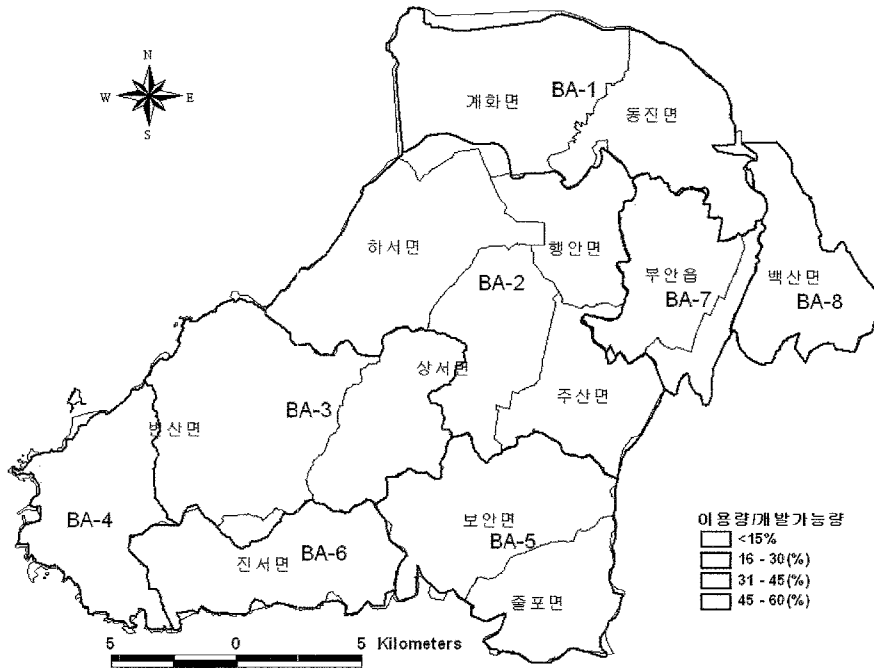 N
W E
S
계화면
BA-1
동진면
하서면
행안면
BA-2
부안읍
BA-7
백산면
BA-8
상서면
주산면
BA-3
변산면
BA-4
보안면
BA-5
진서면
BA-6
줄포면
이용량/개발가능량
<15%
16 - 30(%)
31 - 45(%)
45 - 60(%)
5 0 5 Kilometers